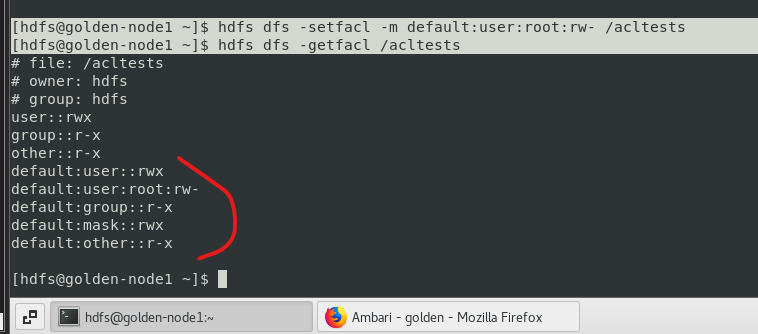 [hdfs@golden-node1 ~]$ hdfs dfs -setfacl -m default:user:root:rw- /acltests
[hdfs@golden-node1 ~]$ hdfs dfs -getfacl /acltests
# file: /acltests
# owner: hdfs
# group: hdfs
user::rwx
group::r-x
other::r-x
default:user::rwx
default:user:root:rw-
default:group::r-x
default:mask::rwx
default:other::r-x
[hdfs@golden-node1 ~]$
hdfs@golden-node1:~
Ambari - golden - Mozilla Firefox